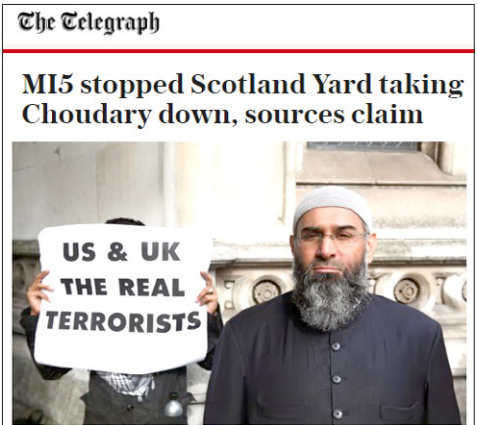 The Telegraph
MI5 stopped Scotland Yard taking
Choudary down, sources claim
US & UK
THE REAL
TERRORISTS